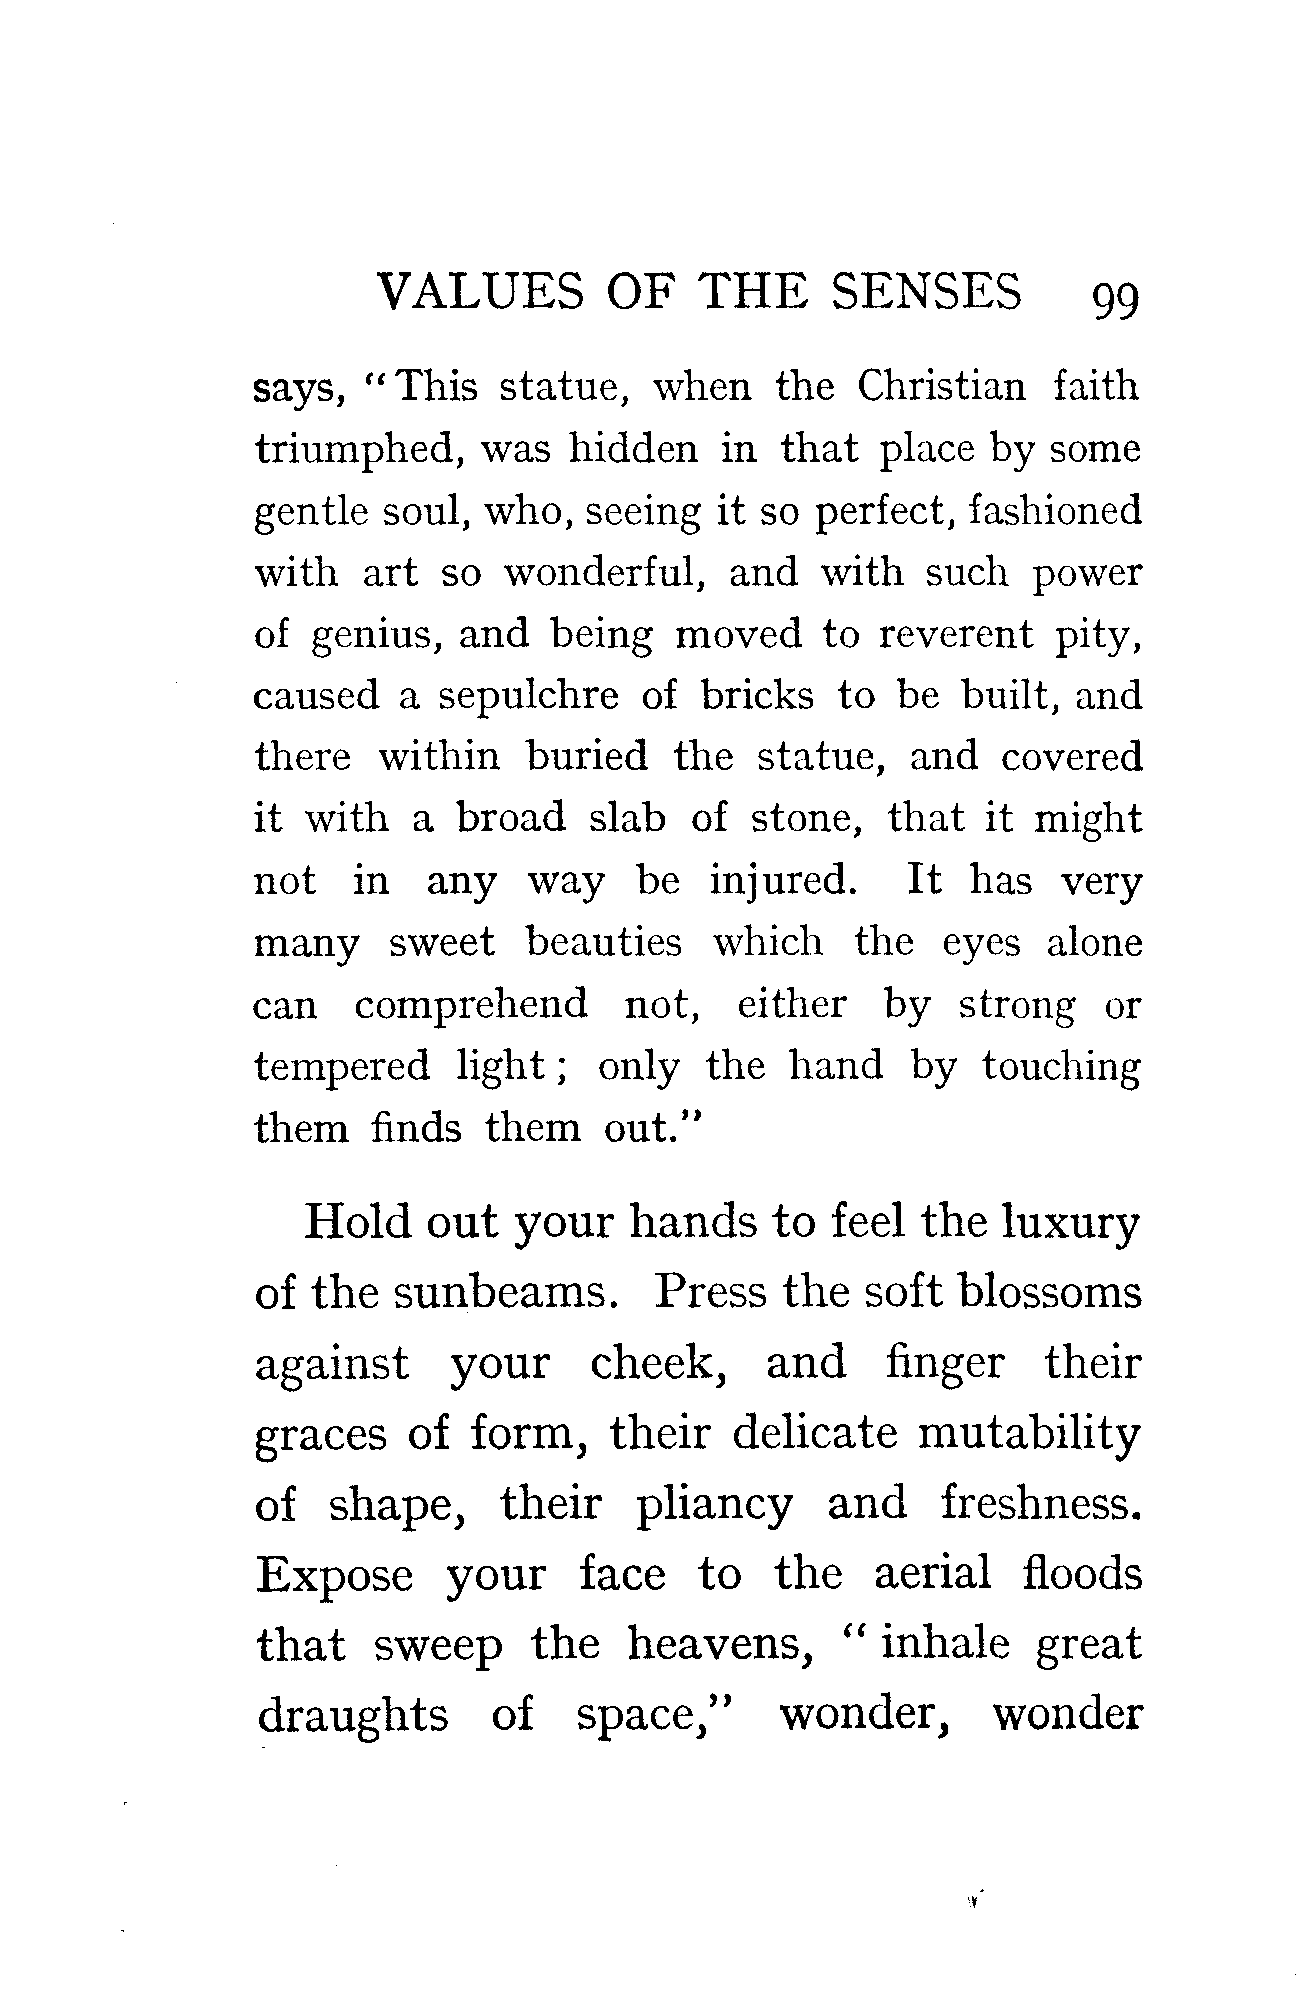 VALUES OF THE SENSES 99
says, “This statue, when the Christian faith
triumphed, was hidden in that place by some
gentle soul, who, seeing it so perfect, fashioned
with art so wonderful, and with such power
of genius, and being moved to reverent pity,
caused a sepulchre of bricks to be built, and
there within buried the statue, and covered
it with a broad slab of stone, that it might
not in any way be injured. It has very
many sweet beauties which the eyes alone
can comprehend not, either by strong or
tempered light; only the hand by touching
them finds them out.”
Hold out your hands to feel the luxury
of the sunbeams. Press the soft blossoms
against your cheek, and finger their
graces of form, their delicate mutability
of shape, their pliancy and freshness.
Expose your face to the aerial floods
that sweep the heavens, “inhale great
draughts of space,” wonder, wonder